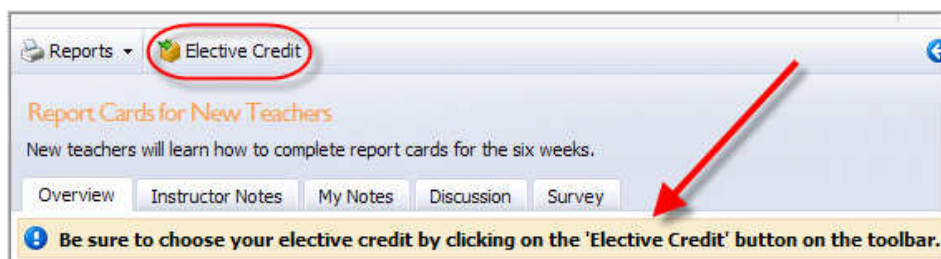 Reports Elective Credit
Report Cards for New Teachers
New teachers will learn how to complete report cards for the six weeks.
Overview Instructor Notes My Notes Discussion Survey
Be sure to choose your elective credit by clicking on the 'Elective Credit' button on the toolbar.